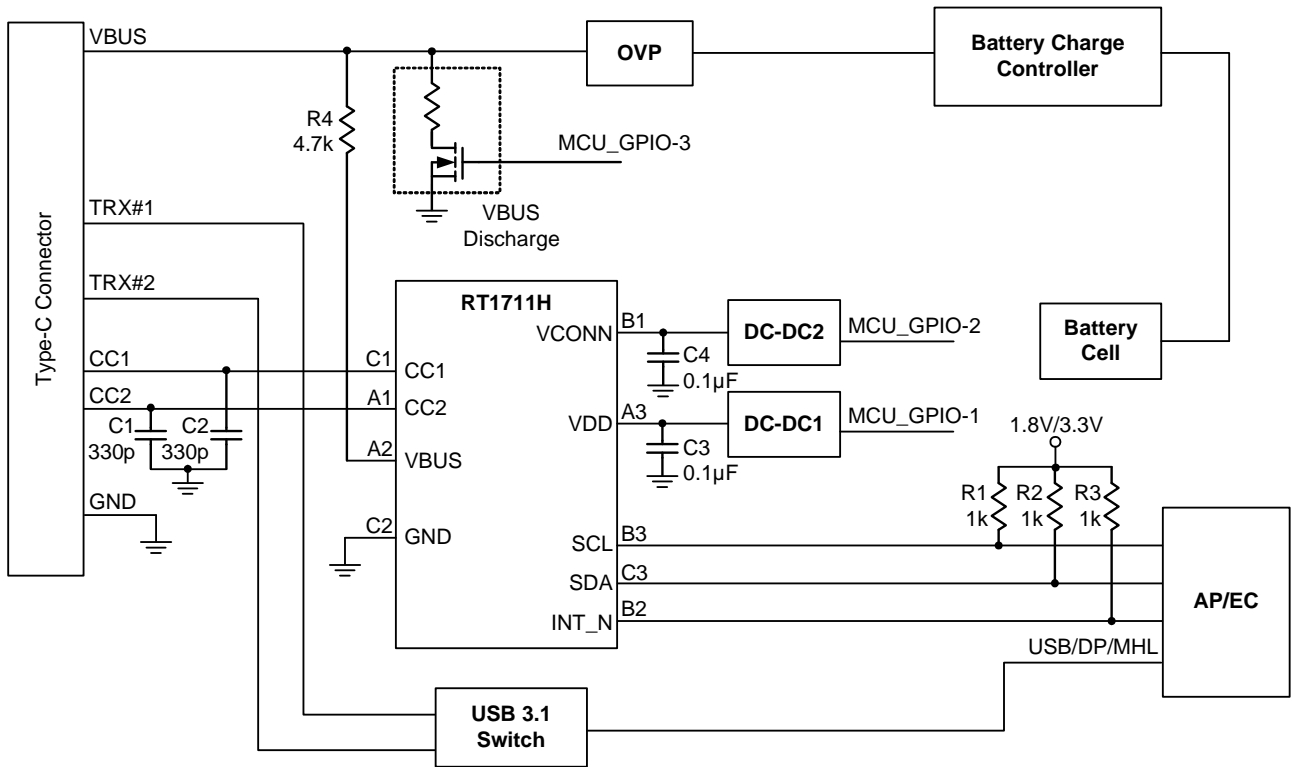 VBUS
OVP
Battery Charge
Controller
R4
4.7k
MCU_GPIO-3
VBUS
Discharge
TRX#1
TRX#2
Type-C Connector
RT1711H
VCONN
B1
DC-DC2
MCU_GPIO-2
C4
0.1µF
Battery
Cell
CC1
C1
CC1
CC2
A1
CC2
VDD
A3
DC-DC1
MCU_GPIO-1
C3
0.1µF
C1
330p
C2
330p
A2
VBUS
1.8V/3.3V
R1
1k
R2
1k
R3
1k
GND
C2
GND
SCL
B3
SDA
C3
INT_N
B2
AP/EC
USB/DP/MHL
USB 3.1
Switch